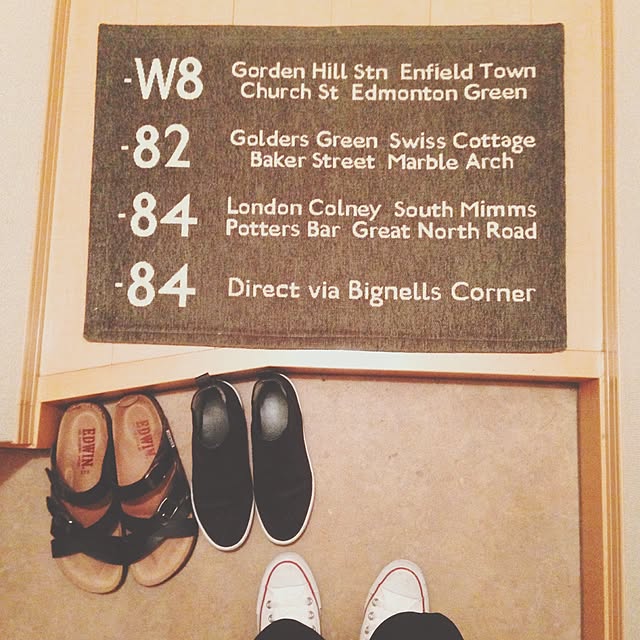 -W8 Gorden Hill Stn Enfield Town
Church St Edmonton Green
-82 Golders Green Swiss Cottage
Baker Street Marble Arch
-84 London Colney South Mimms
Potters Bar Great North Road
-84 Direct via Bignells Corner
EDWIN
EDWIN